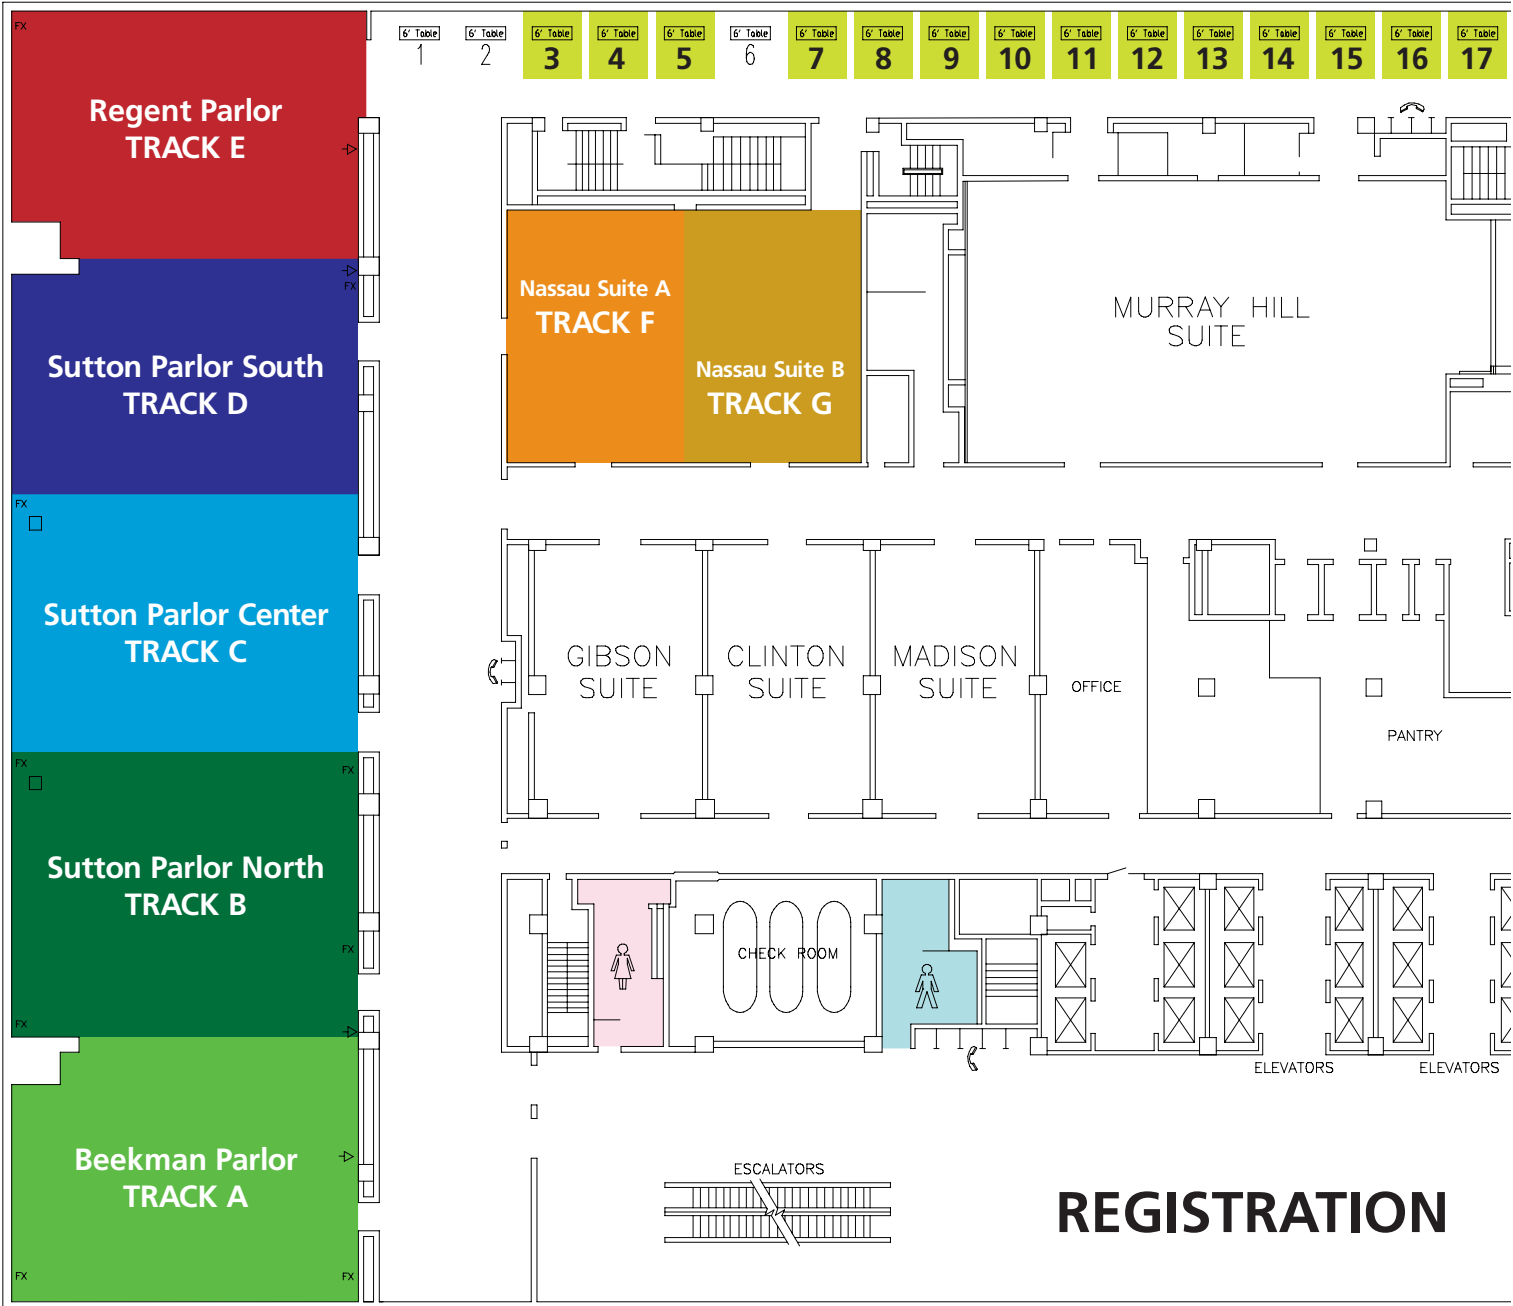 FX
6' Table 6' Table 6' Table 6' Table 6' Table 6' Table 6' Table 6' Table 6' Table 6' Table 6' Table 6' Table 6' Table 6' Table 6' Table 6' Table 6' Table
1 2 3 4 5 6 7 8 9 10 11 12 13 14 15 16 17
Regent Parlor
TRACK E
FX
Nassau Suite A
TRACK F
MURRAY HILL
SUITE
Sutton Parlor South
TRACK D
Nassau Suite B
TRACK G
FX
Sutton Parlor Center
TRACK C
GIBSON
SUITE
CLINTON
SUITE
MADISON
SUITE
OFFICE
PANTRY
FX
FX
Sutton Parlor North
TRACK B
FX
CHECK ROOM
FX
ELEVATORS
ELEVATORS
Beekman Parlor
TRACK A
ESCALATORS
REGISTRATION
FX
FX